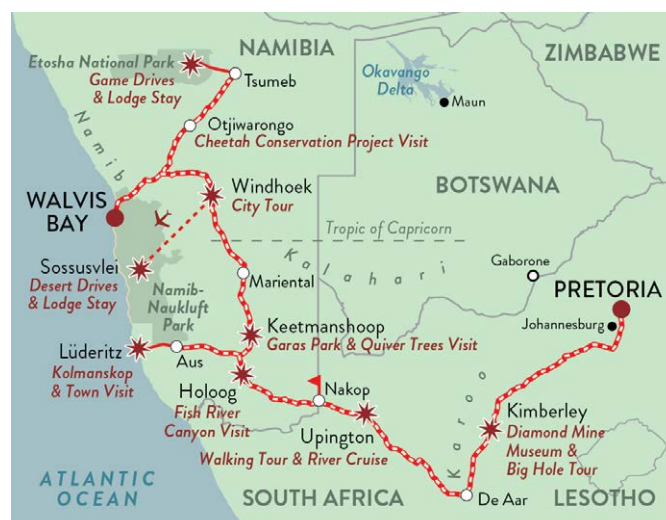 NAMIBIA
ZIMBABWE
Etosha National Park
Game Drives
& Lodge Stay
Tsumeb
Okavango
Delta
Maun
Otjiwarongo
Cheetah Conservation Project Visit
Namib
Windhoek
City Tour
BOTSWANA
WALVIS
BAY
Tropic of Capricorn
Kalahari
Gaborone
Sossusvlei
Desert Drives
& Lodge Stay
Mariental
PRETORIA
Namib-
Naukluft
Park
Johannesburg
Keetmanshoop
Garas Park & Quiver Trees Visit
Lüderitz
Kolmanskop
& Town Visit
Aus
Holoog
Fish River
Canyon Visit
Nakop
Karoo
Kimberley
Diamond Mine
Museum &
Big Hole Tour
Upington
Walking Tour & River Cruise
ATLANTIC
OCEAN
SOUTH AFRICA
De Aar
LESOTHO